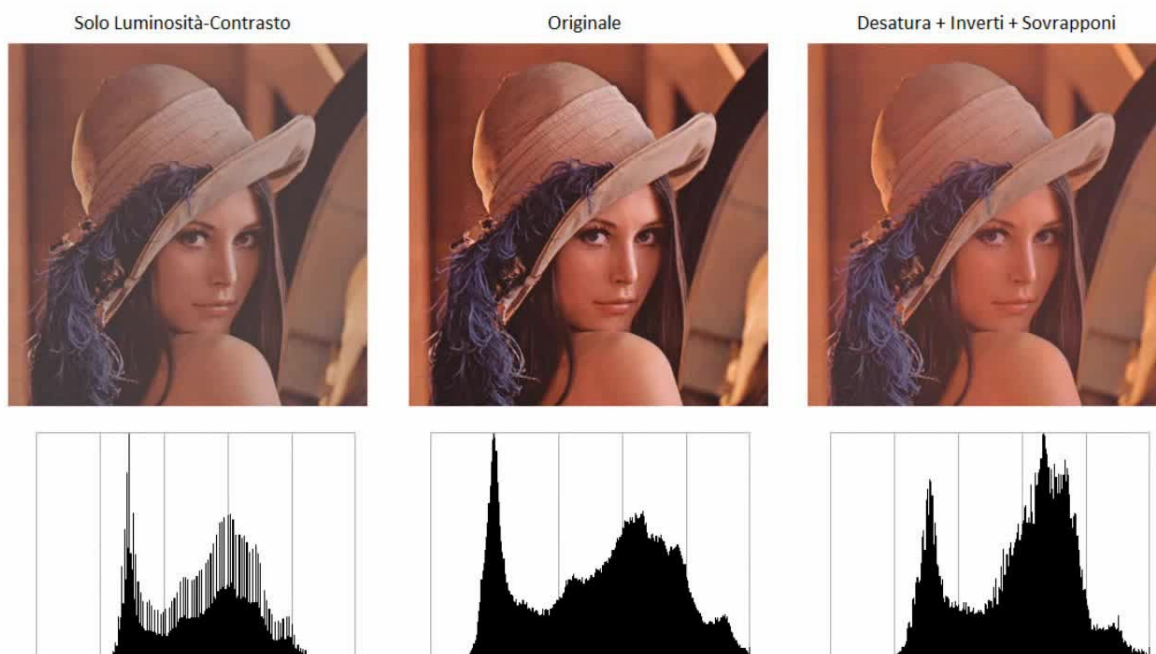 Solo Luminosità-Contrasto
Originale
Desatura + Inverti + Sovrapponi